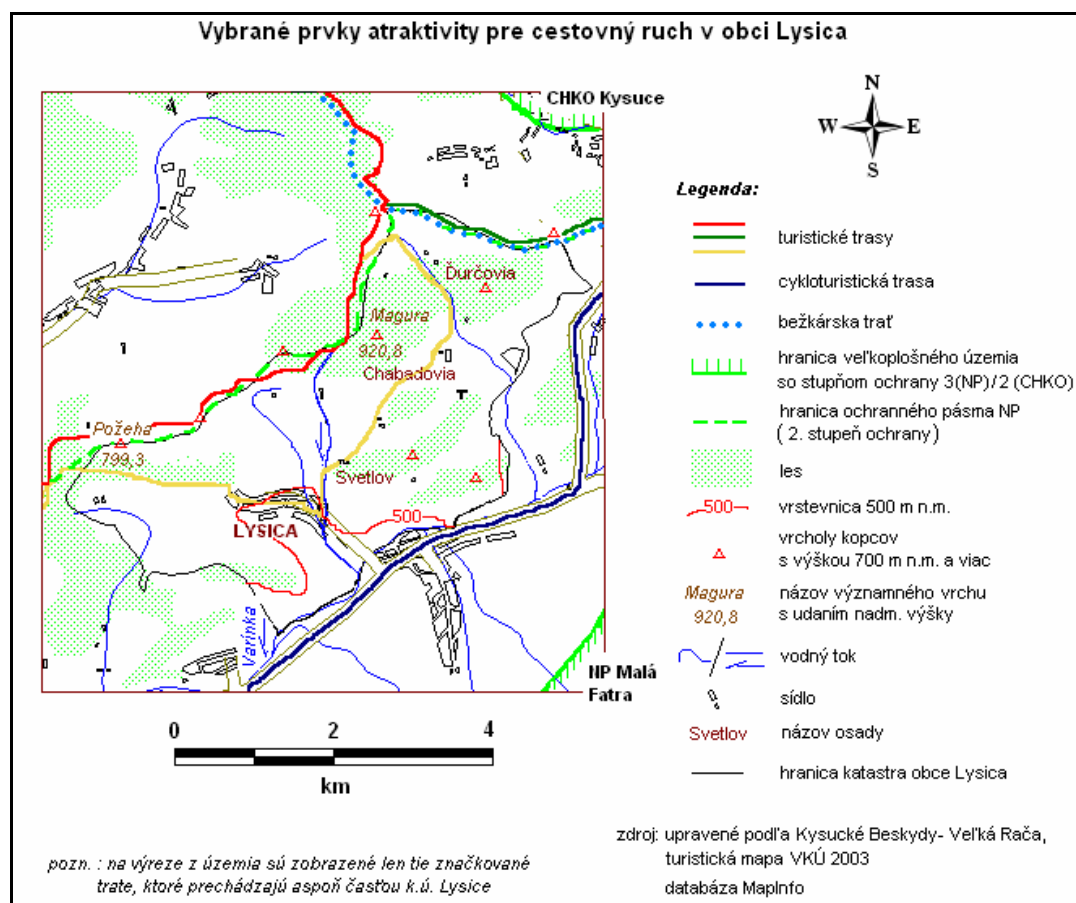 Vybrané prvky atraktivity pre cestovný ruch v obci Lysica
CHKO Kysuce
N
W
E
S
Ďurčovia
Magura
920,8
Chabadovia
Požeha
799,3
Svetlov
LYSICA
500
Varínka
NP Malá
Fatra
0
2
4
km
Legenda:
turistické trasy
cykloturistická trasa
bežkárska trať
hranica veľkoplošného územia
so stupňom ochrany 3(NP)/2 (CHKO)
hranica ochranného pásma NP
( 2. stupeň ochrany)
les
500
vrstevnica 500 m n.m.
vrcholy kopcov
s výškou 700 m n.m. a viac
Magura
920,8
názov významného vrchu
s udaním nadm. výšky
vodný tok
sídlo
Svetlov
názov osady
hranica katastra obce Lysica
pozn. : na výreze z územia sú zobrazené len tie značkované
trate, ktoré prechádzajú aspoň časťou k.ú. Lysice
zdroj: upravené podľa Kysucké Beskydy- Veľká Rača,
turistická mapa VKÚ 2003
databáza MapInfo